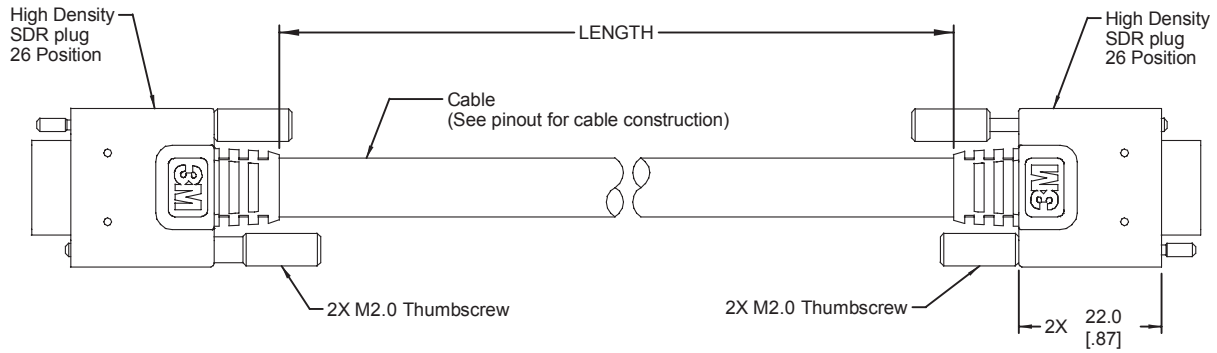 High Density
SDR plug
26 Position
LENGTH
High Density
SDR plug
26 Position
Cable
(See pinout for cable construction)
3M
3M
2X M2.0 Thumbscrew
2X M2.0 Thumbscrew
2X 22.0
[.87]